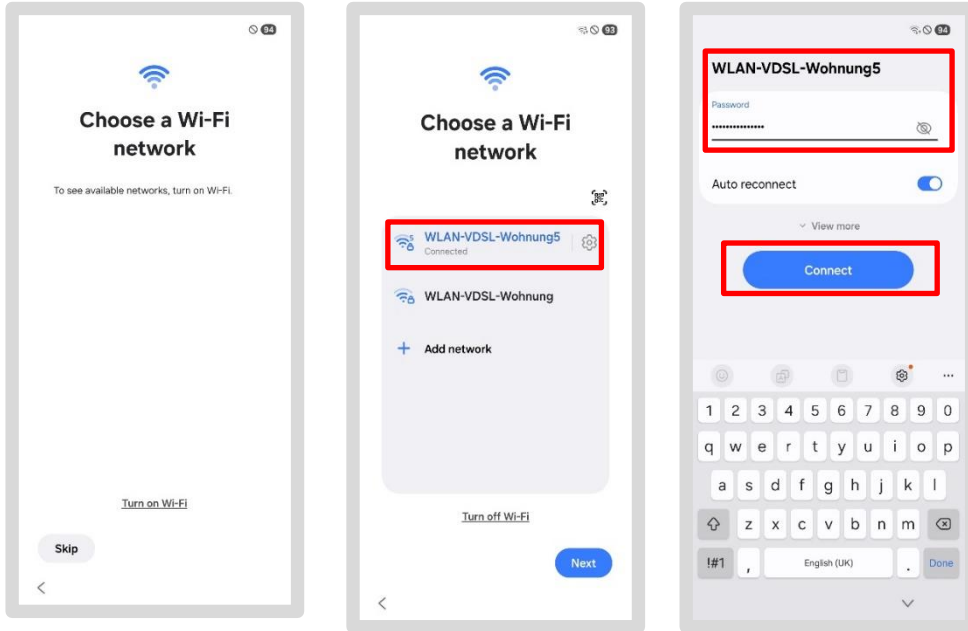 94
Choose a Wi-Fi
network
To see available networks, turn on Wi-Fi.
Turn on Wi-Fi
Skip
93
Choose a Wi-Fi
network
5 WLAN-VDSL-Wohnung5
Connected
WLAN-VDSL-Wohnung
+ Add network
Turn off Wi-Fi
Next
94
WLAN-VDSL-Wohnung5
Password
•••••••••••••••
Auto reconnect
View more
Connect
1 2 3 4 5 6 7 8 9 0
q w e r t y u i o p
a s d f g h j k l
z x c v b n m
!#1 , English (UK) . Done